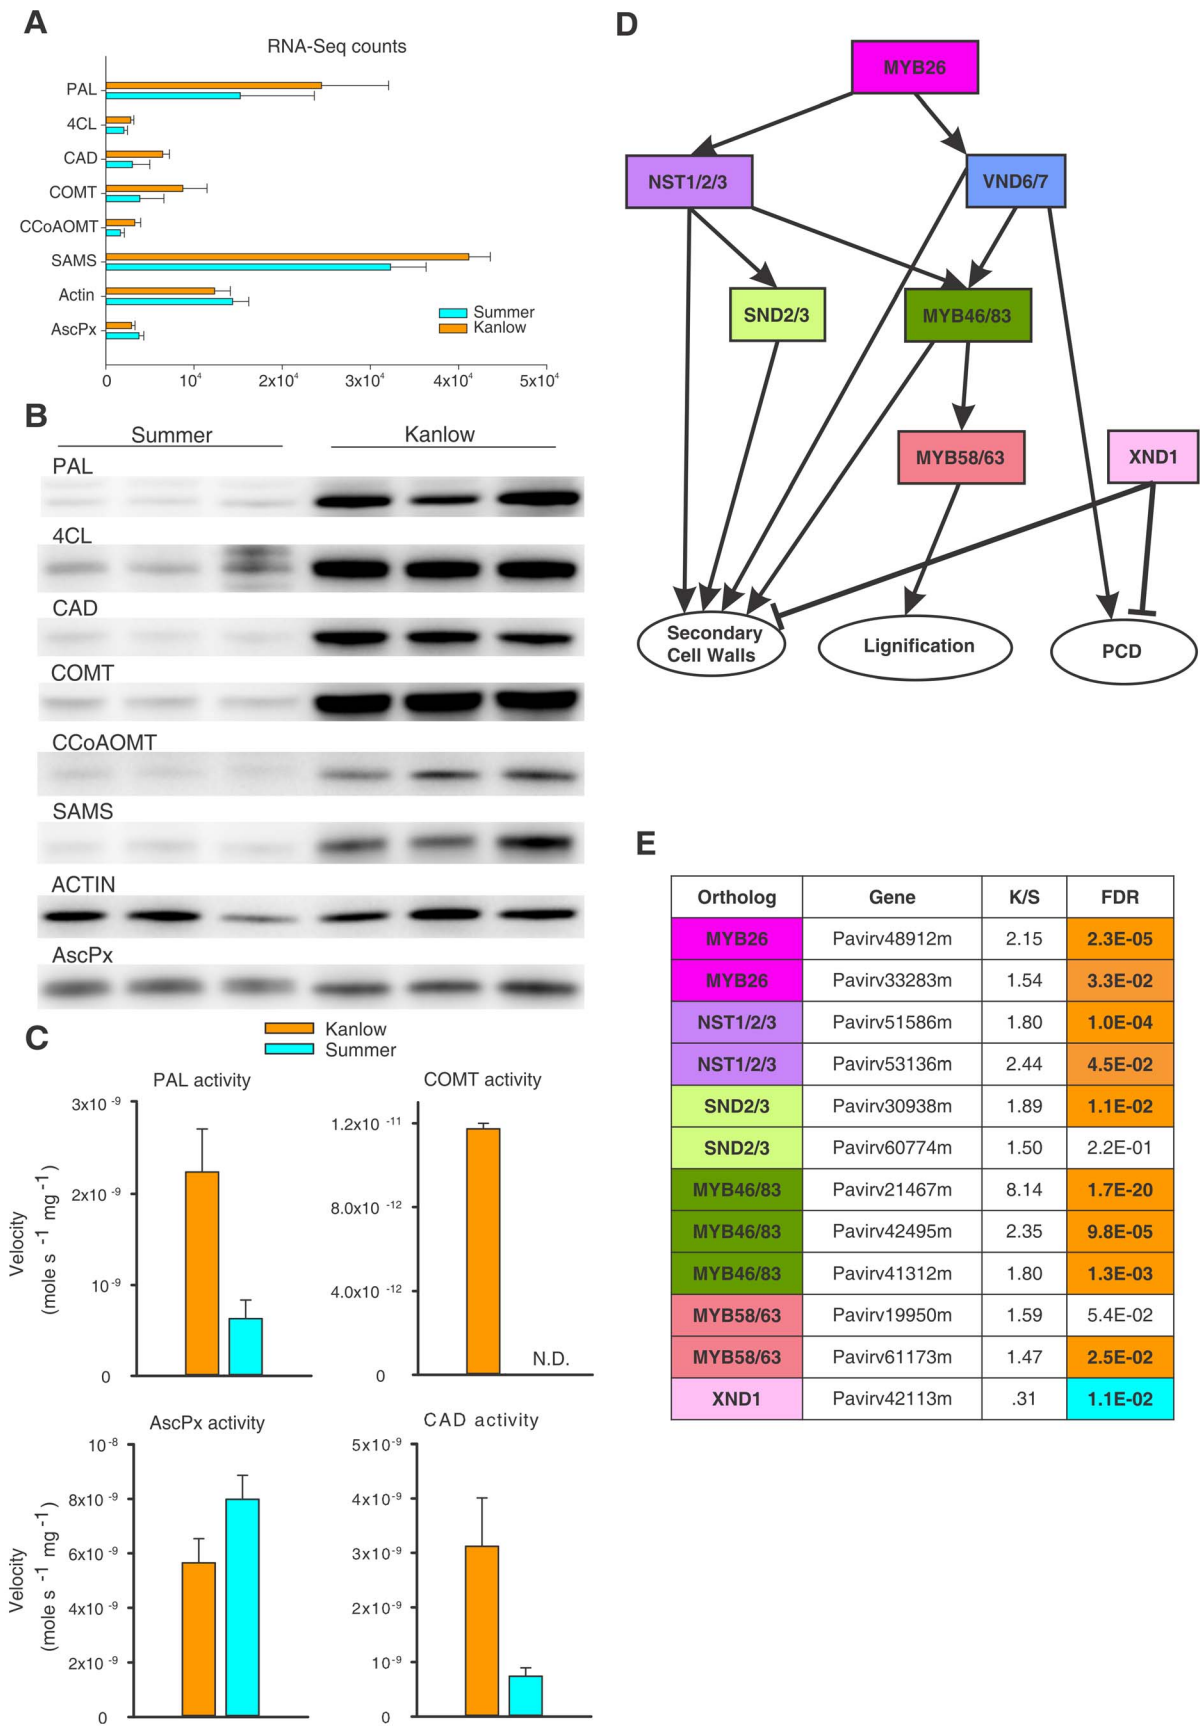 A
RNA-Seq counts
PAL
4CL
CAD
COMT
CCoAOMT
SAMS
Actin
AscPx
Summer
Kanlow
0 10⁴ 2x10⁴ 3x10⁴ 4x10⁴ 5x10⁴
B
Summer Kanlow
PAL
4CL
CAD
COMT
CCoAOMT
SAMS
ACTIN
AscPx
C
Kanlow
Summer
PAL activity
3x10⁻⁹
2x10⁻⁹
10⁻⁹
0
Velocity
(mole s⁻¹ mg⁻¹)
COMT activity
1.2x10⁻¹¹
8.0x10⁻¹²
4.0x10⁻¹²
0
N.D.
AscPx activity
10⁻⁸
8x10⁻⁹
6x10⁻⁹
4x10⁻⁹
2x10⁻⁹
0
Velocity
(mole s⁻¹ mg⁻¹)
CAD activity
5x10⁻⁹
4x10⁻⁹
3x10⁻⁹
2x10⁻⁹
10⁻⁹
0
D
MYB26
NST1/2/3
VND6/7
SND2/3
MYB46/83
MYB58/63
XND1
Secondary
Cell Walls
Lignification
PCD
E
Ortholog Gene K/S FDR
MYB26 Pavirv48912m 2.15 2.3E-05
MYB26 Pavirv33283m 1.54 3.3E-02
NST1/2/3 Pavirv51586m 1.80 1.0E-04
NST1/2/3 Pavirv53136m 2.44 4.5E-02
SND2/3 Pavirv30938m 1.89 1.1E-02
SND2/3 Pavirv60774m 1.50 2.2E-01
MYB46/83 Pavirv21467m 8.14 1.7E-20
MYB46/83 Pavirv42495m 2.35 9.8E-05
MYB46/83 Pavirv41312m 1.80 1.3E-03
MYB58/63 Pavirv19950m 1.59 5.4E-02
MYB58/63 Pavirv61173m 1.47 2.5E-02
XND1 Pavirv42113m .31 1.1E-02